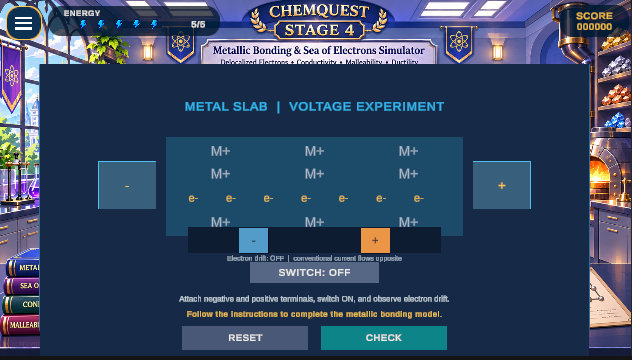 ENERGY
5/5
CHEMQUEST
STAGE 4
SCORE
000000
Metallic Bonding & Sea of Electrons Simulator
Delocalized Electrons • Conductivity • Malleability • Ductility
METAL SLAB | VOLTAGE EXPERIMENT
M+ M+ M+
M+ M+ M+
- +
e- e- e- e- e- e- e-
M+ M+ M+
- +
Electron drift: OFF | conventional current flows opposite
SWITCH: OFF
Attach negative and positive terminals, switch ON, and observe electron drift.
Follow the instructions to complete the metallic bonding model.
RESET CHECK